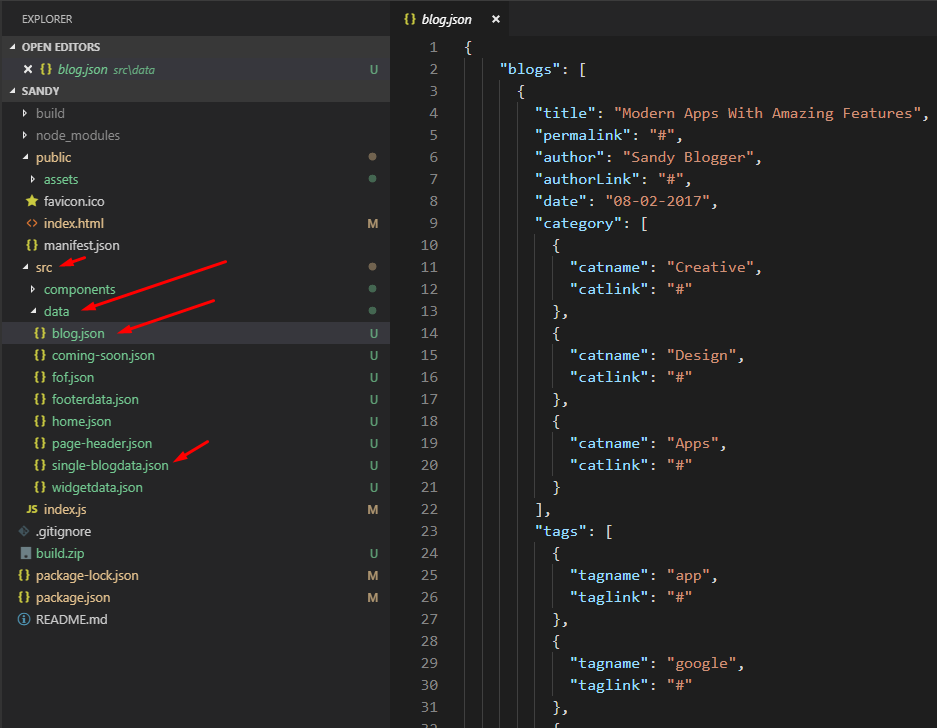 EXPLORER
OPEN EDITORS
blog.json src\data U
SANDY
build
node_modules
public
assets
favicon.ico
index.html M
manifest.json
src
components
data
blog.json U
coming-soon.json U
fof.json U
footerdata.json U
home.json U
page-header.json U
single-blogdata.json U
widgetdata.json U
JS index.js M
.gitignore
build.zip U
package-lock.json M
package.json M
README.md
{} blog.json ×
1 {
2 "blogs": [
3 {
4 "title": "Modern Apps With Amazing Features",
5 "permalink": "#",
6 "author": "Sandy Blogger",
7 "authorLink": "#",
8 "date": "08-02-2017",
9 "category": [
10 {
11 "catname": "Creative",
12 "catlink": "#"
13 },
14 {
15 "catname": "Design",
16 "catlink": "#"
17 },
18 {
19 "catname": "Apps",
20 "catlink": "#"
21 }
22 ],
23 "tags": [
24 {
25 "tagname": "app",
26 "taglink": "#"
27 },
28 {
29 "tagname": "google",
30 "taglink": "#"
31 },
32 {